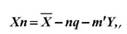 Xn = X̅ − nq − m'Y,,